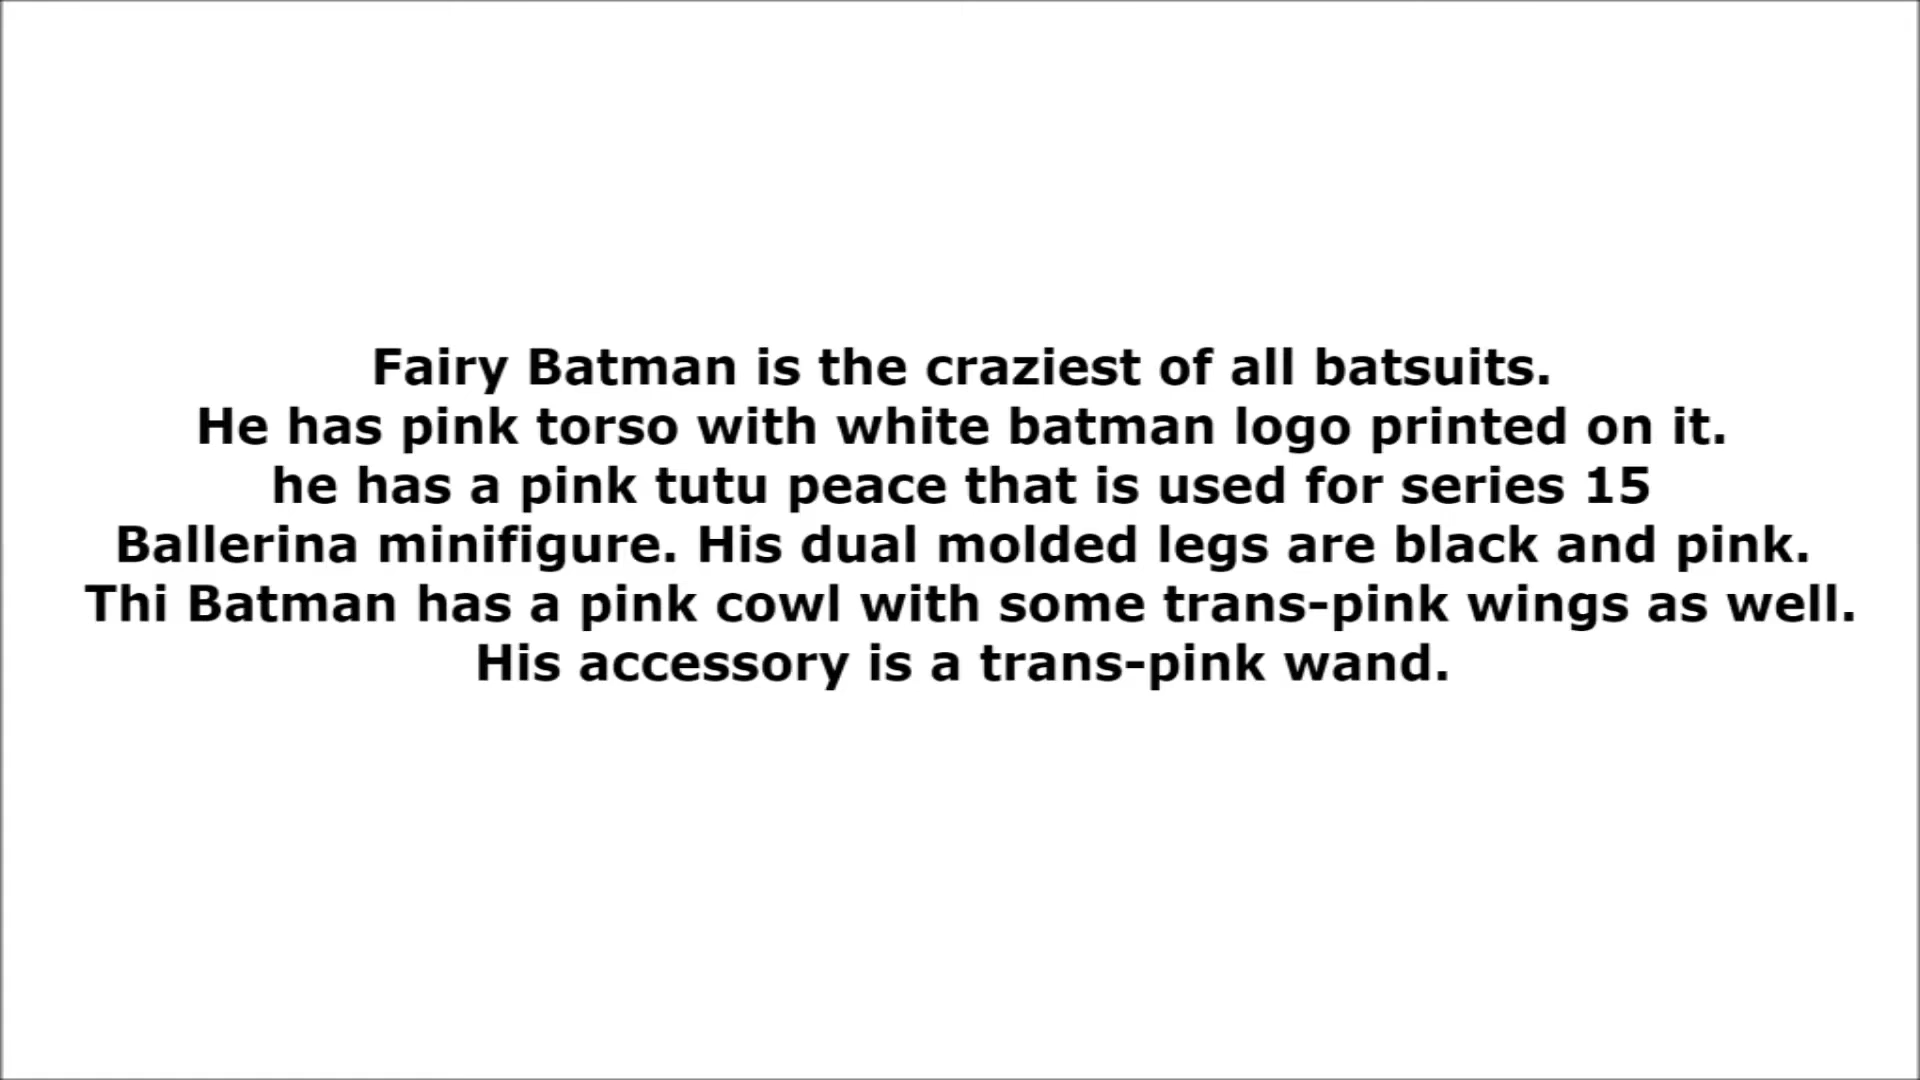 Fairy Batman is the craziest of all batsuits.
He has pink torso with white batman logo printed on it.
he has a pink tutu peace that is used for series 15
Ballerina minifigure. His dual molded legs are black and pink.
Thi Batman has a pink cowl with some trans-pink wings as well.
His accessory is a trans-pink wand.